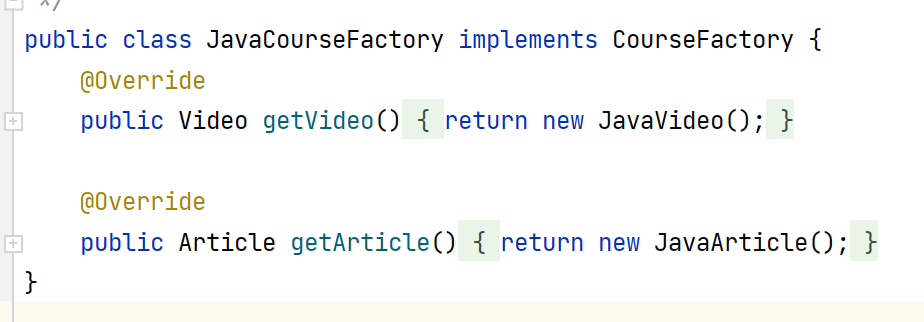 */
public class JavaCourseFactory implements CourseFactory {
@Override
public Video getVideo() { return new JavaVideo(); }
@Override
public Article getArticle() { return new JavaArticle(); }
}